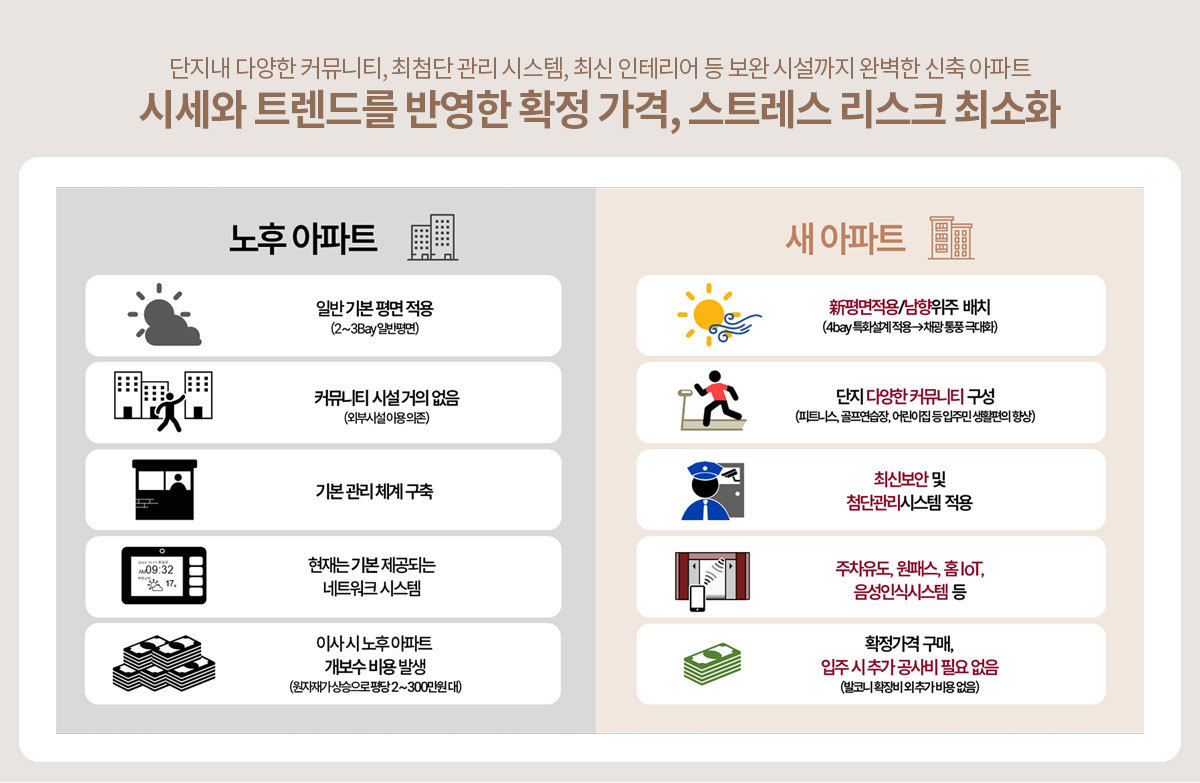 단지내 다양한 커뮤니티, 최첨단 관리 시스템, 최신 인테리어 등 보완 시설까지 완벽한 신축 아파트
시세와 트렌드를 반영한 확정 가격, 스트레스 리스크 최소화
노후 아파트
일반 기본 평면 적용
(2~3Bay 일반평면)
커뮤니티 시설 거의 없음
(외부시설 이용 의존)
기본 관리 체계 구축
AM09:32
17
현재는 기본 제공되는
네트워크 시스템
이사 시 노후 아파트
개보수 비용 발생
(원자재가 상승으로 평당 2~300만원 대)
새 아파트
新평면적용/남향위주 배치
(4bay 특화설계 적용→채광 통풍 극대화)
단지 다양한 커뮤니티 구성
(피트니스, 골프연습장, 어린이집 등 입주민 생활편의 향상)
최신보안 및
첨단관리시스템 적용
주차유도, 원패스, 홈 IoT,
음성인식시스템 등
확정가격 구매,
입주 시 추가 공사비 필요 없음
(발코니 확장비 외 추가 비용 없음)